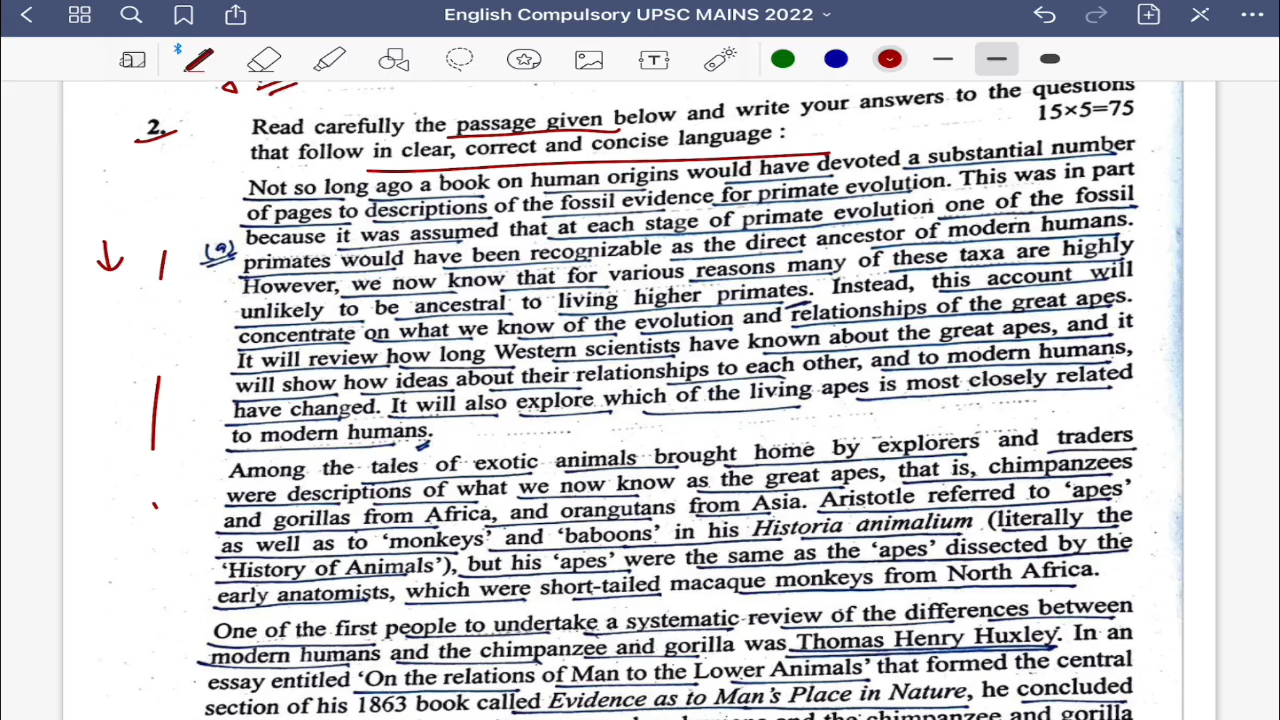 English Compulsory UPSC MAINS 2022
2.
Read carefully the passage given below and write your answers to the questions
that follow in clear, correct and concise language :
15×5=75
Not so long ago a book on human origins would have devoted a substantial number
of pages to descriptions of the fossil evidence for primate evolution. This was in part
because it was assumed that at each stage of primate evolution one of the fossil
(a)
primates would have been recognizable as the direct ancestor of modern humans.
However, we now know that for various reasons many of these taxa are highly
unlikely to be ancestral to living higher primates. Instead, this account will
concentrate on what we know of the evolution and relationships of the great apes.
It will review how long Western scientists have known about the great apes, and it
will show how ideas about their relationships to each other, and to modern humans,
have changed. It will also explore which of the living apes is most closely related
to modern humans.
Among the tales of exotic animals brought home by explorers and traders
were descriptions of what we now know as the great apes, that is, chimpanzees
and gorillas from Africa, and orangutans from Asia. Aristotle referred to 'apes'
as well as to 'monkeys' and 'baboons' in his Historia animalium (literally the
'History of Animals'), but his 'apes' were the same as the 'apes' dissected by the
early anatomists, which were short-tailed macaque monkeys from North Africa.
One of the first people to undertake a systematic review of the differences between
modern humans and the chimpanzee and gorilla was Thomas Henry Huxley. In an
essay entitled 'On the relations of Man to the Lower Animals' that formed the central
section of his 1863 book called Evidence as to Man's Place in Nature, he concluded
and the chimpanzee and gorilla